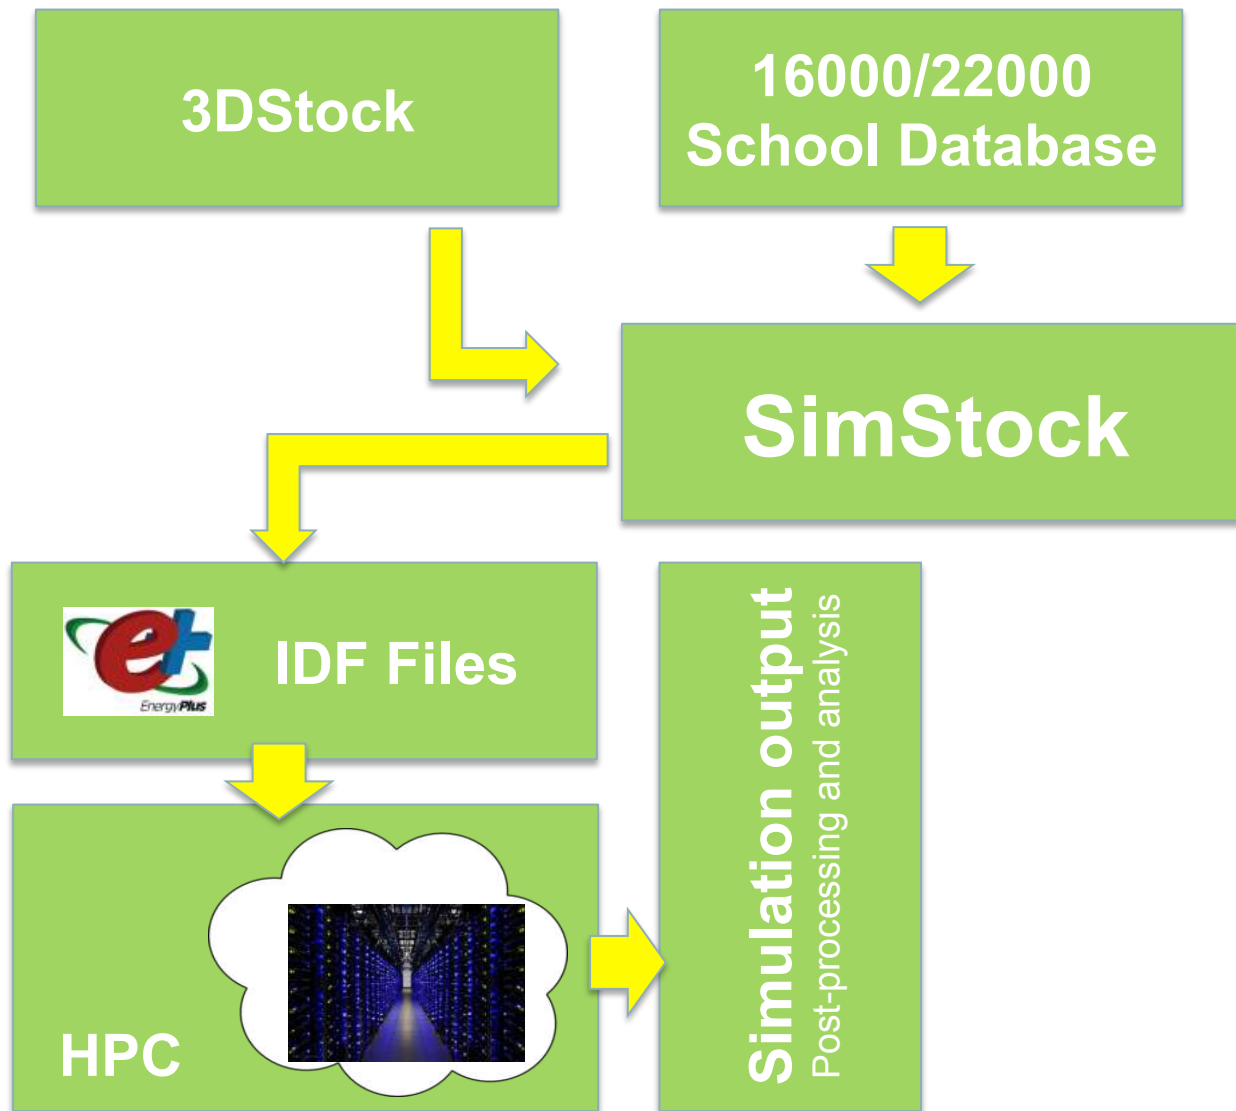 3DStock
16000/22000
School Database
SimStock
e+
EnergyPlus
IDF Files
HPC
Simulation output
Post-processing and analysis